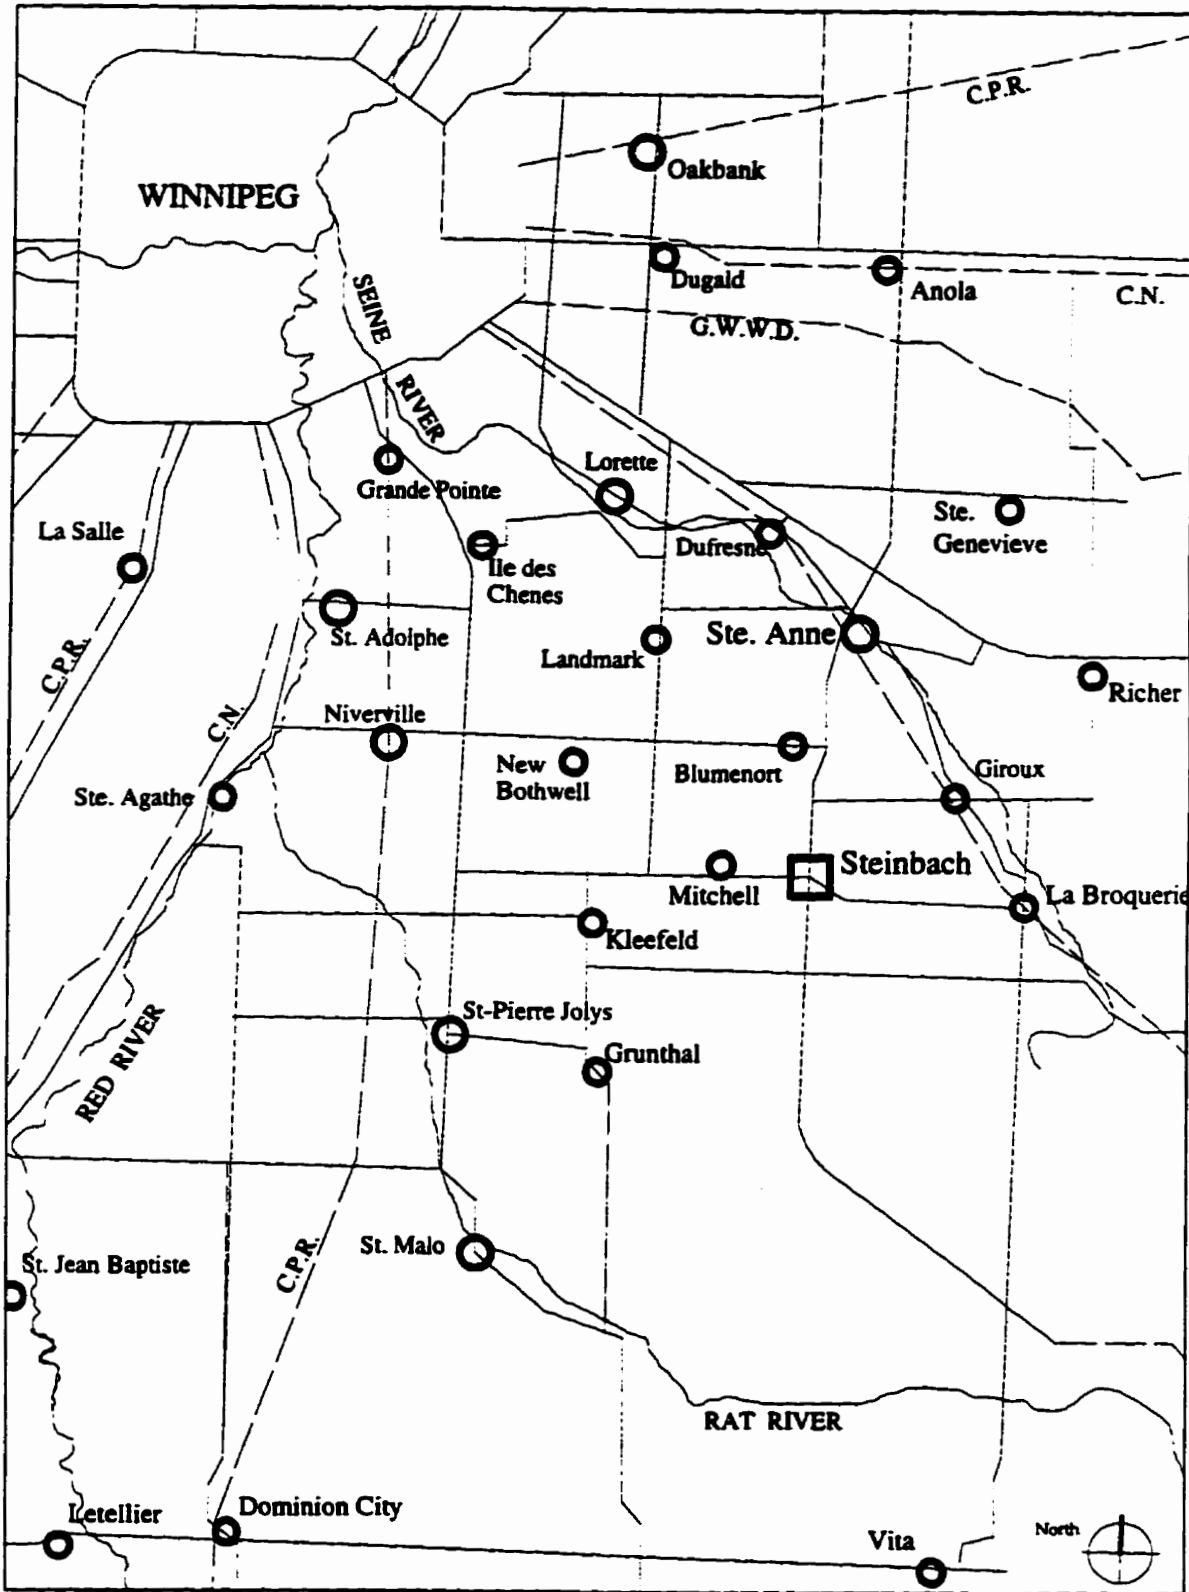 C.P.R.
Oakbank
WINNIPEG
Dugald
Anola
C.N.
SEINE
G.W.W.D.
RIVER
Lorette
Grande Pointe
La Salle
Ste.
Genevieve
Dufresne
Ile des
Chenes
St. Adolphe
Ste. Anne
Landmark
C.P.R.
Richer
C.N.
Niverville
New
Bothwell
Blumenort
Giroux
Ste. Agathe
Steinbach
Mitchell
La Broquerie
Kleefeld
St-Pierre Jolys
RED RIVER
Grunthal
St. Malo
C.P.R.
St. Jean Baptiste
RAT RIVER
Letellier
Dominion City
Vita
North